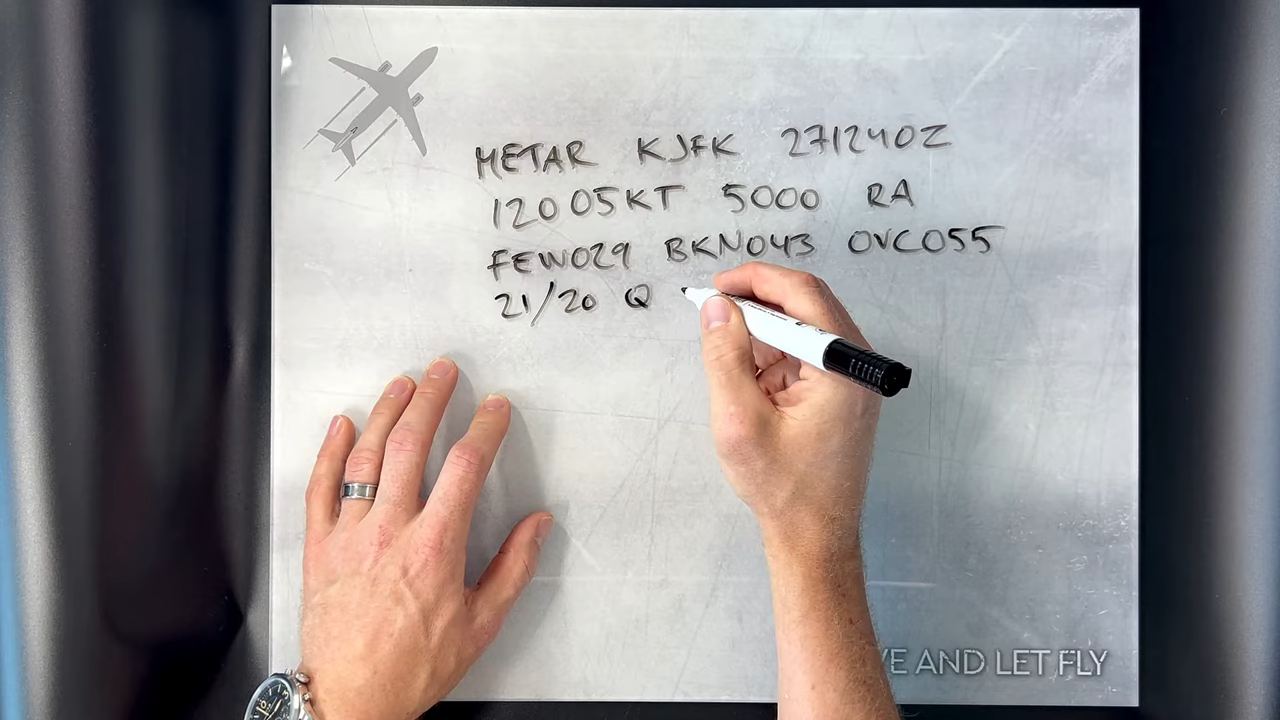 METAR KJFK 271240Z
12005KT 5000 RA
FEW029 BKN043 OVC055
21/20 Q
VE AND LET FLY